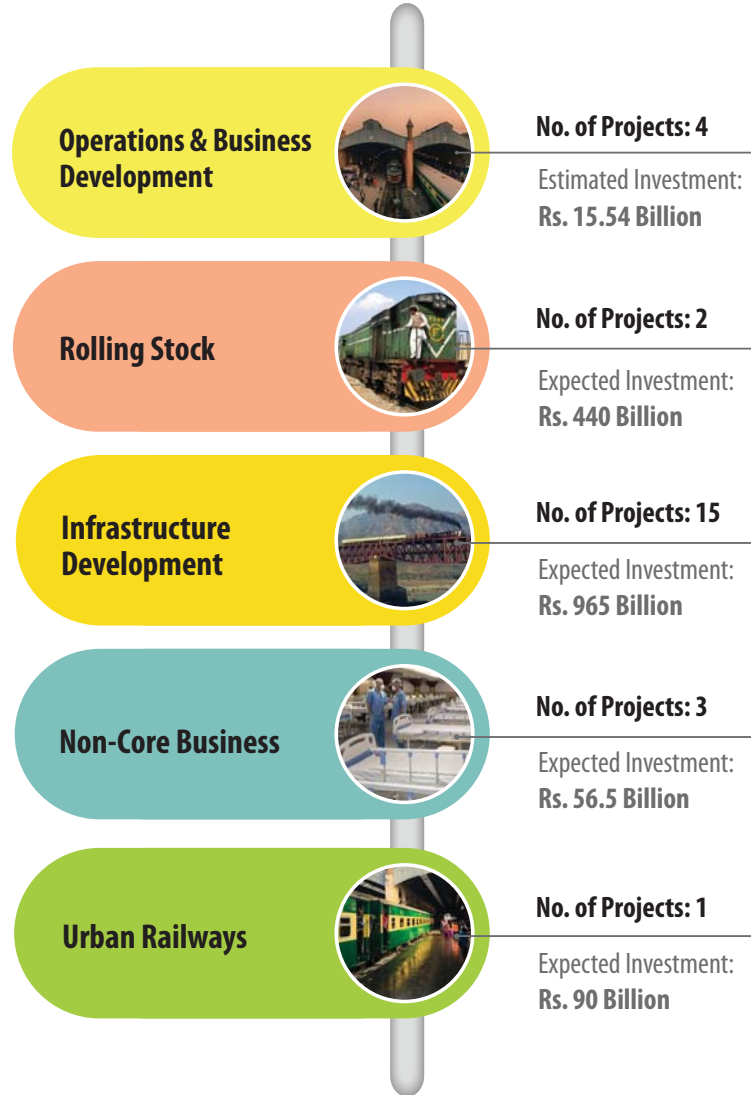 Operations & Business
Development
No. of Projects: 4
Estimated Investment:
Rs. 15.54 Billion
Rolling Stock
No. of Projects: 2
Expected Investment:
Rs. 440 Billion
Infrastructure
Development
No. of Projects: 15
Expected Investment:
Rs. 965 Billion
Non-Core Business
No. of Projects: 3
Expected Investment:
Rs. 56.5 Billion
Urban Railways
No. of Projects: 1
Expected Investment:
Rs. 90 Billion